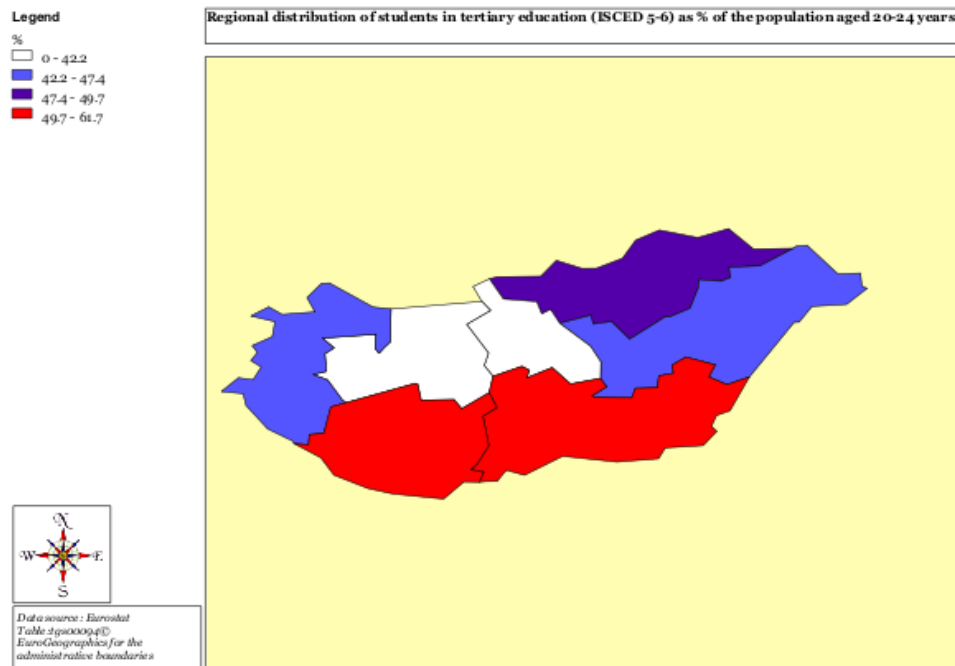 Legend
%
0 - 42.2
42.2 - 47.4
47.4 - 49.7
49.7 - 61.7
Regional distribution of students in tertiary education (ISCED 5-6) as % of the population aged 20-24 years
N
W E
S
Data source : Eurostat
Table :tgs00094©
EuroGeographics for the
administrative boundaries